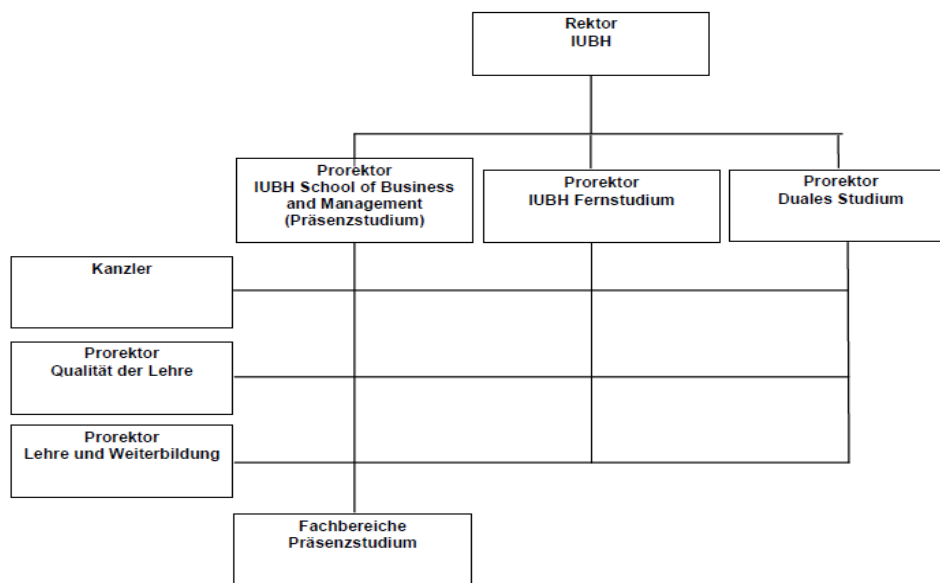 Rektor
IUBH
Prorektor
IUBH School of Business
and Management
(Präsenzstudium)
Prorektor
IUBH Fernstudium
Prorektor
Duales Studium
Kanzler
Prorektor
Qualität der Lehre
Prorektor
Lehre und Weiterbildung
Fachbereiche
Präsenzstudium